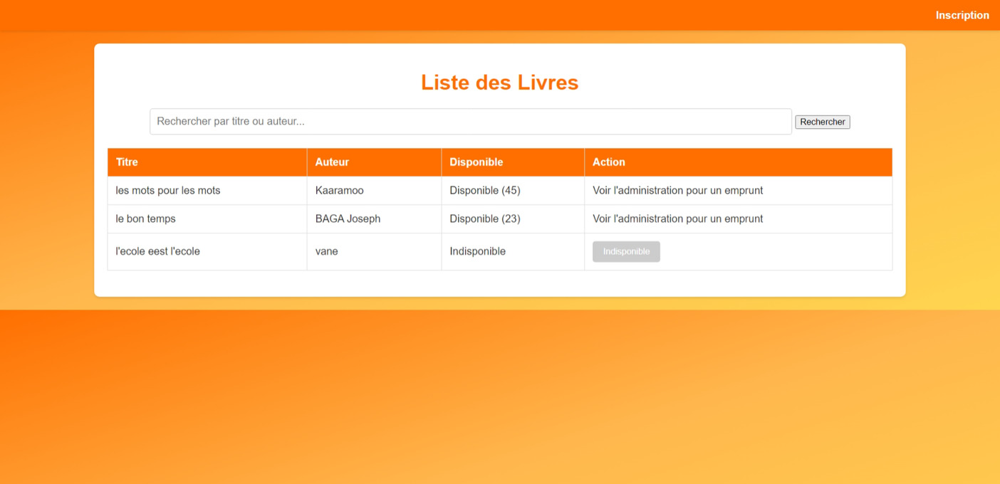 Inscription
Liste des Livres
Rechercher par titre ou auteur... Rechercher
Titre Auteur Disponible Action
les mots pour les mots Kaaramoo Disponible (45) Voir l'administration pour un emprunt
le bon temps BAGA Joseph Disponible (23) Voir l'administration pour un emprunt
l'ecole eest l'ecole vane Indisponible Indisponible